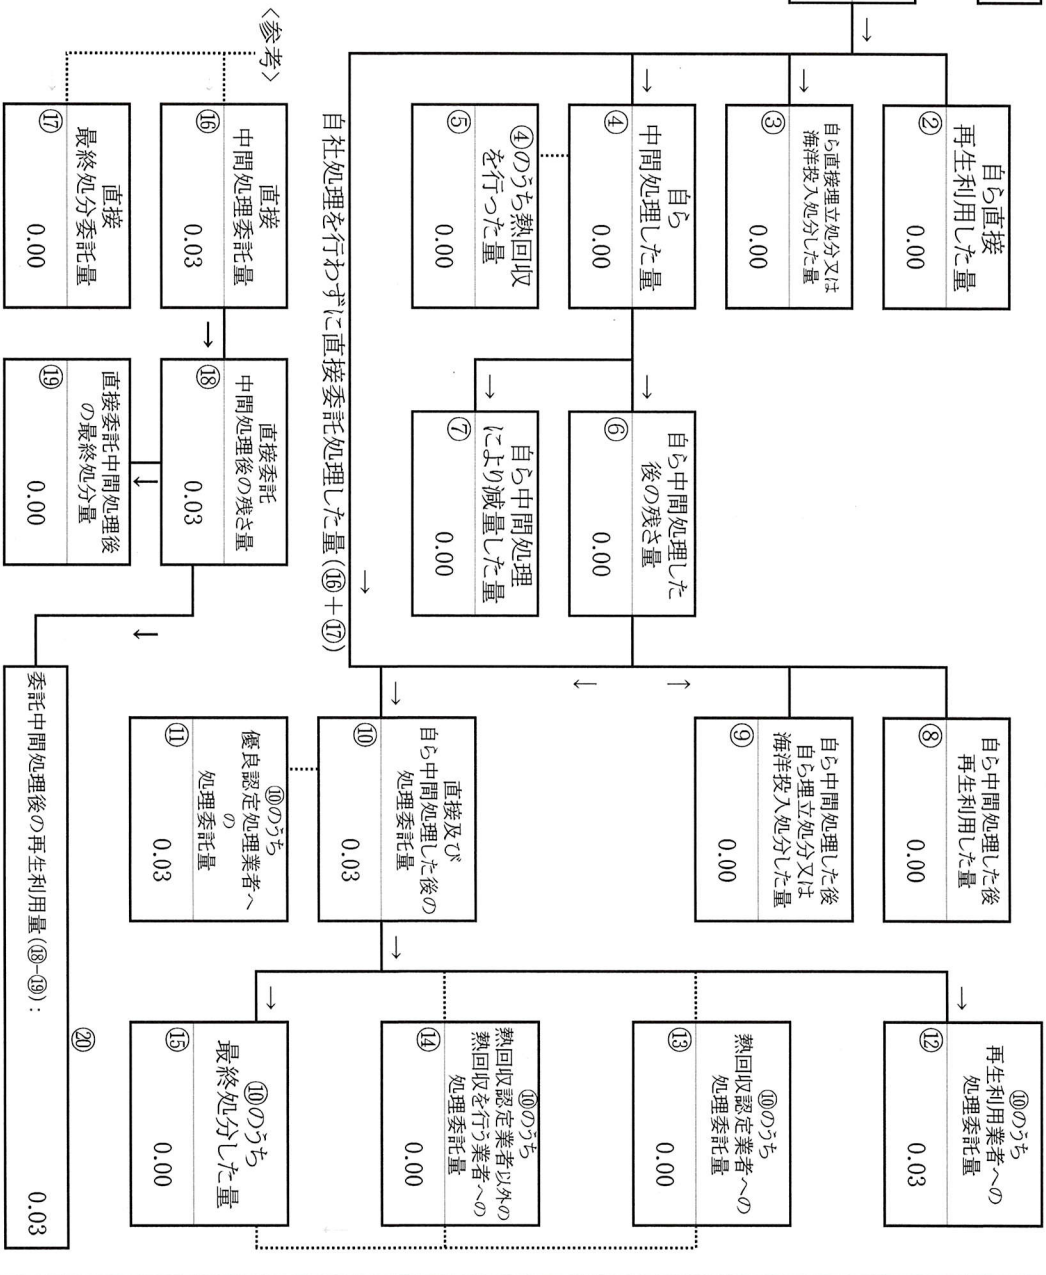 ②
自ら直接
再生利用した量
0.00
③
自ら直接埋立処分又は
海洋投入処分した量
0.00
④
自ら
中間処理した量
0.00
⑤
④のうち熱回収
を行った量
0.00
⑥
自ら中間処理した
後の残さ量
0.00
⑦
自ら中間処理
により減量した量
0.00
⑧
自ら中間処理した後
再生利用した量
0.00
⑨
自ら中間処理した後
自ら埋立処分又は
海洋投入処分した量
0.00
自社処理を行わずに直接委託処理した量(⑯+⑰)
⑩
直接及び
自ら中間処理した後の
処理委託量
0.03
⑪
⑩のうち
優良認定処理業者へ
の
処理委託量
0.03
⑫
⑩のうち
再生利用業者への
処理委託量
0.03
⑬
⑩のうち
熱回収認定業者への
処理委託量
0.00
⑭
⑩のうち
熱回収認定業者以外の
熱回収を行う業者への
処理委託量
0.00
⑮
⑩のうち
最終処分した量
0.00
〈参考〉
⑯
直接
中間処理委託量
0.03
⑰
直接
最終処分委託量
0.00
⑱
直接委託
中間処理後の残さ量
0.03
⑲
直接委託中間処理後
の最終処分量
0.00
⑳
委託中間処理後の再生利用量(⑱-⑲):
0.03